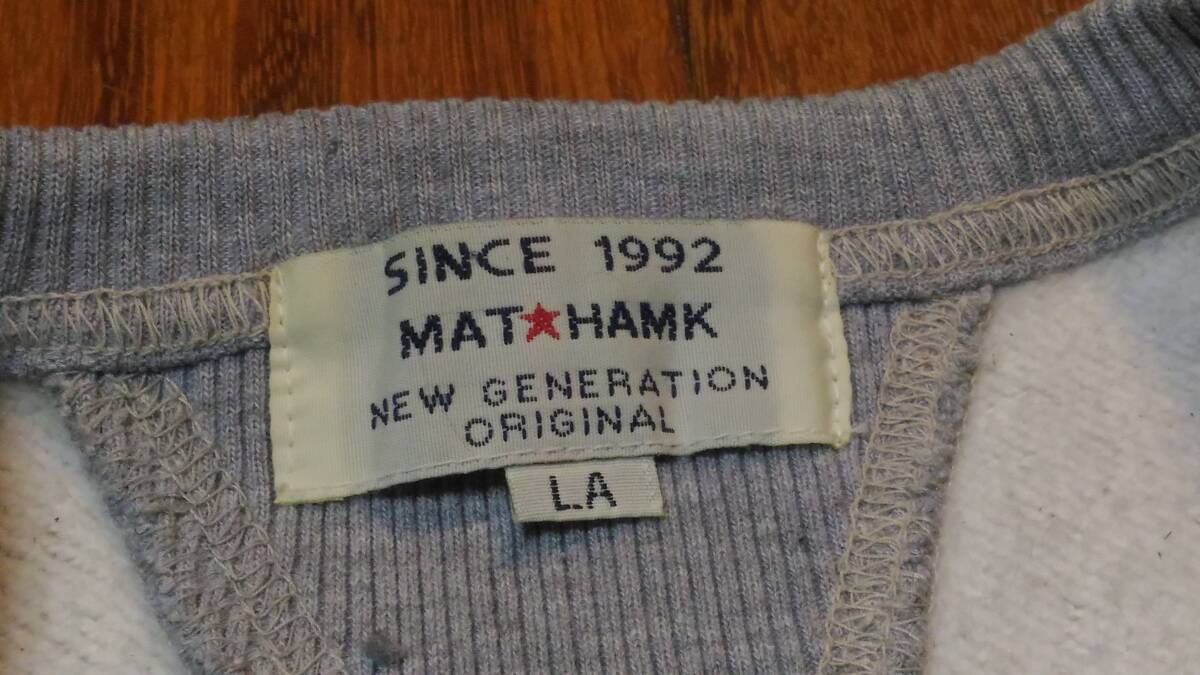 SINCE 1992
MAT★HAMK
NEW GENERATION
ORIGINAL
LA